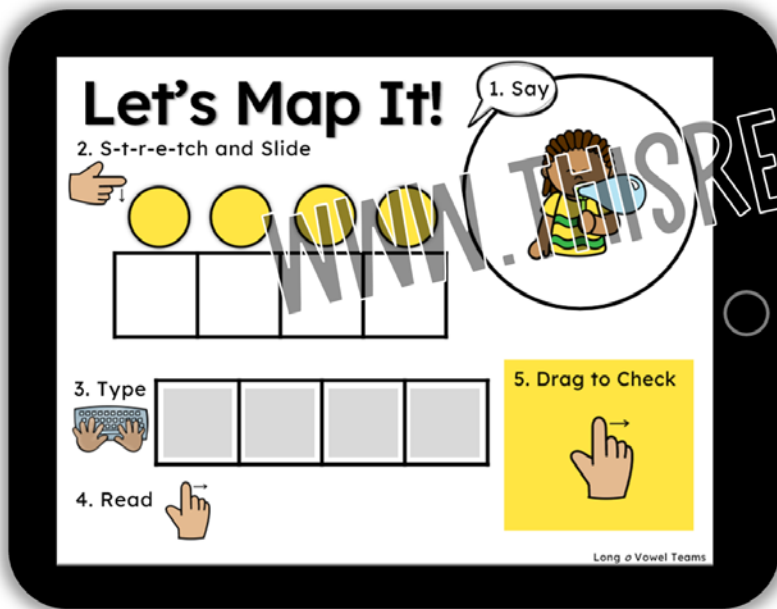 Let's Map It!
1. Say
2. S-t-r-e-tch and Slide
WWW.THISRE
3. Type
4. Read
5. Drag to Check
Long o Vowel Teams